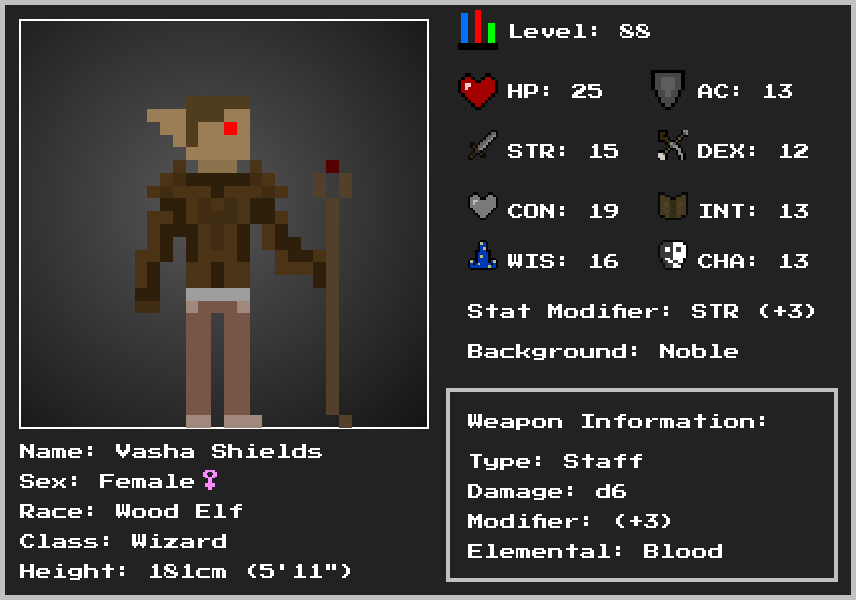 Level: 88
HP: 25 AC: 13
STR: 15 DEX: 12
CON: 19 INT: 13
WIS: 16 CHA: 13
Stat Modifier: STR (+3)
Background: Noble
Weapon Information:
Type: Staff
Damage: d6
Modifier: (+3)
Elemental: Blood
Name: Vasha Shields
Sex: Female♀
Race: Wood Elf
Class: Wizard
Height: 181cm (5'11")